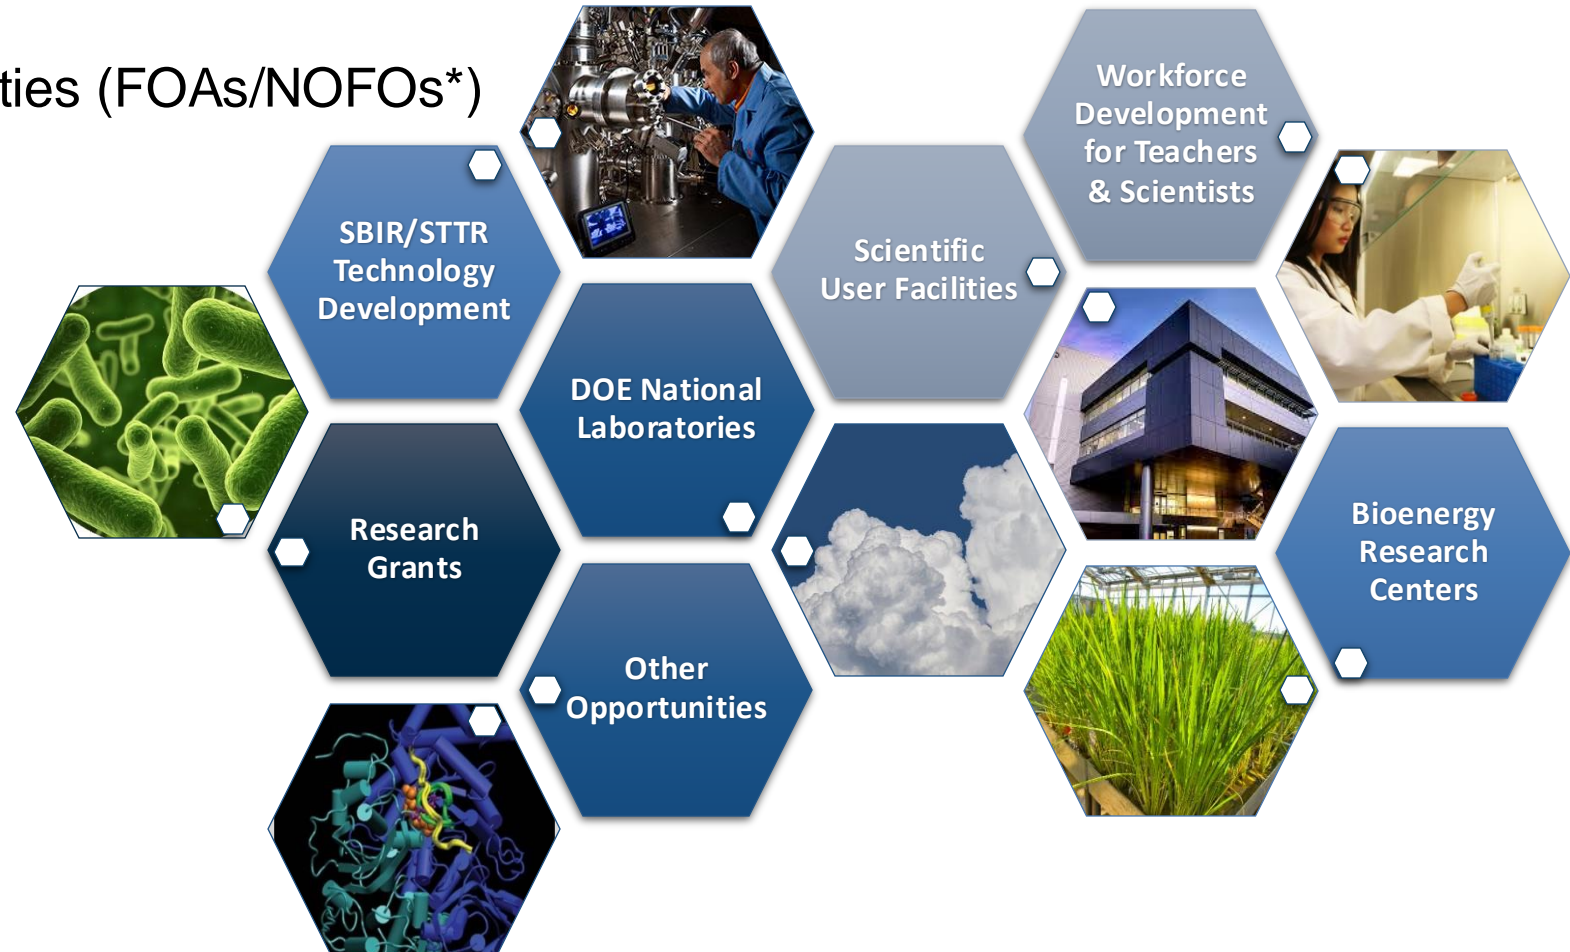 ties (FOAs/NOFOs*)
Workforce
Development
for Teachers
& Scientists
SBIR/STTR
Technology
Development
Scientific
User Facilities
DOE National
Laboratories
Research
Grants
Bioenergy
Research
Centers
Other
Opportunities